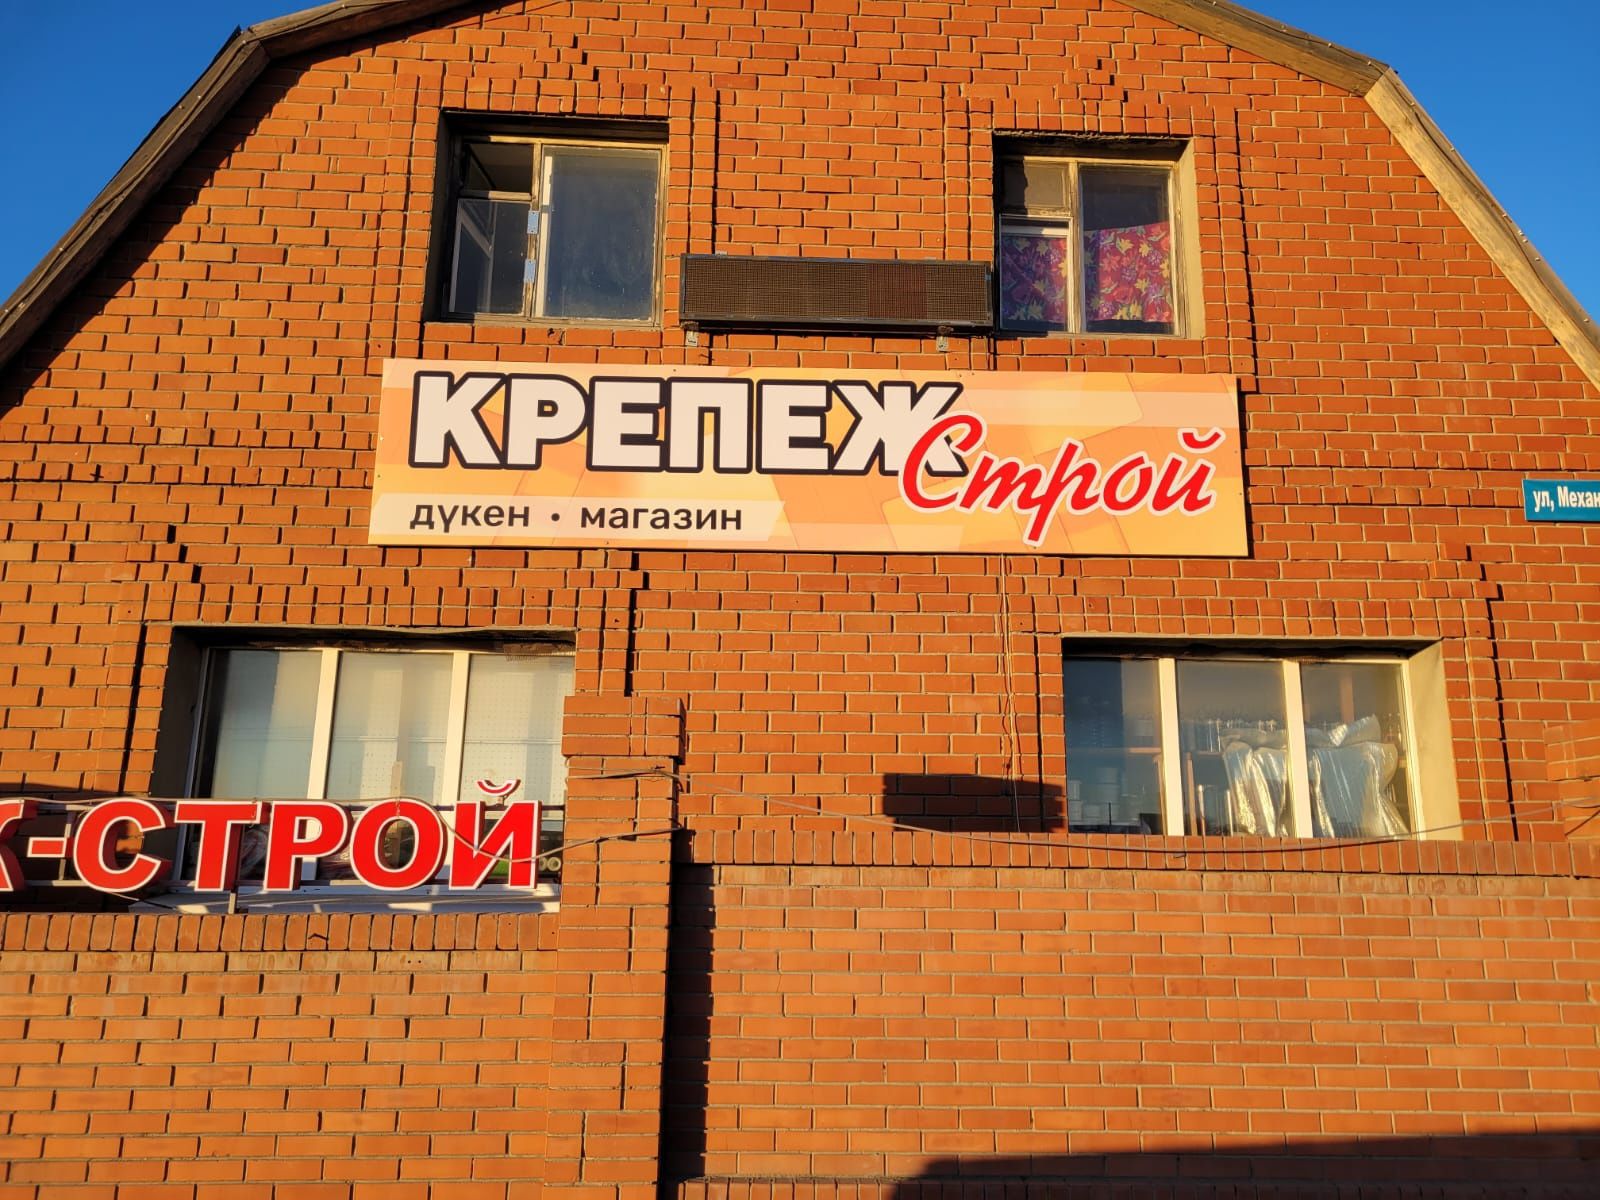 КРЕПЕЖ
Строй
дүкен • магазин
ул, Механ
-СТРОЙ